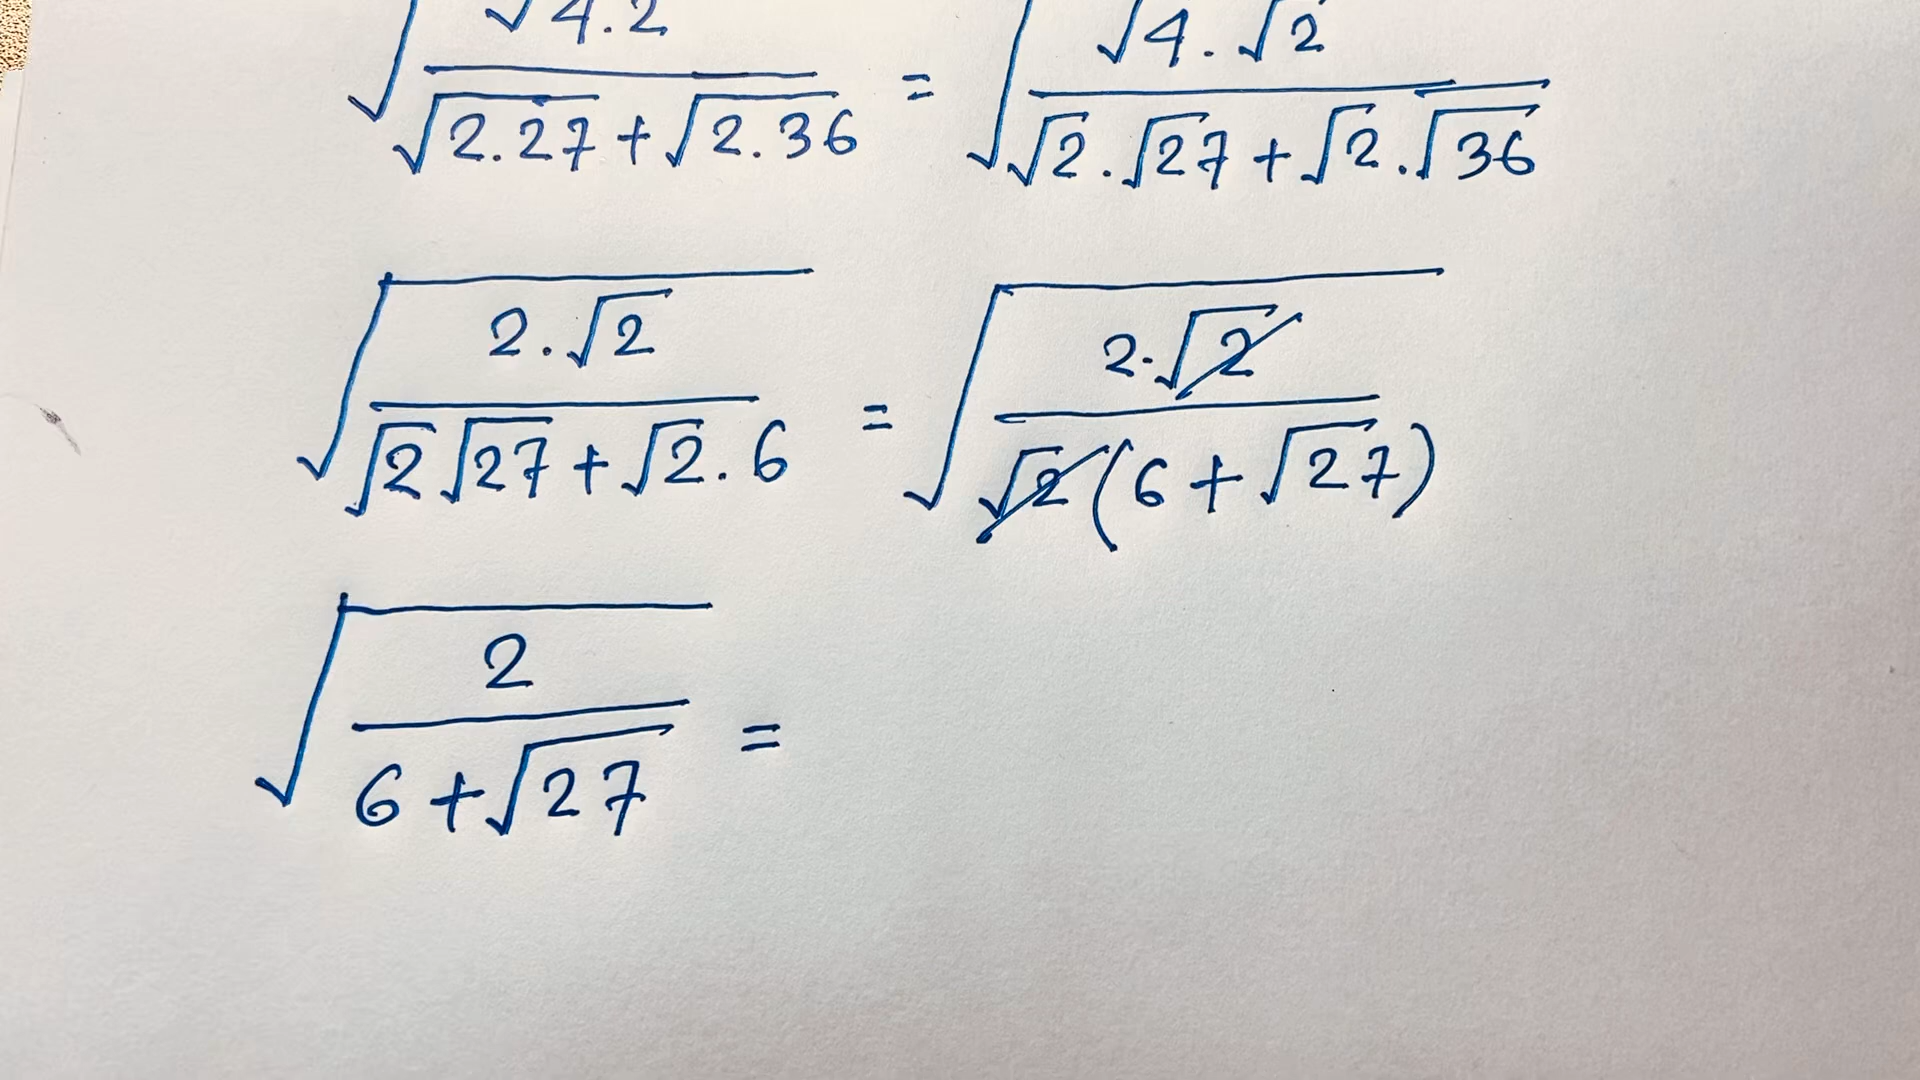 √(√4.2 / (√2.27 + √2.36)) = √(√4 . √2 / (√2 . √27 + √2 . √36))
√(2 . √2 / (√2 √27 + √2 . 6)) = √(2 . √2 / (√2 (6 + √27)))
√(2 / (6 + √27)) =